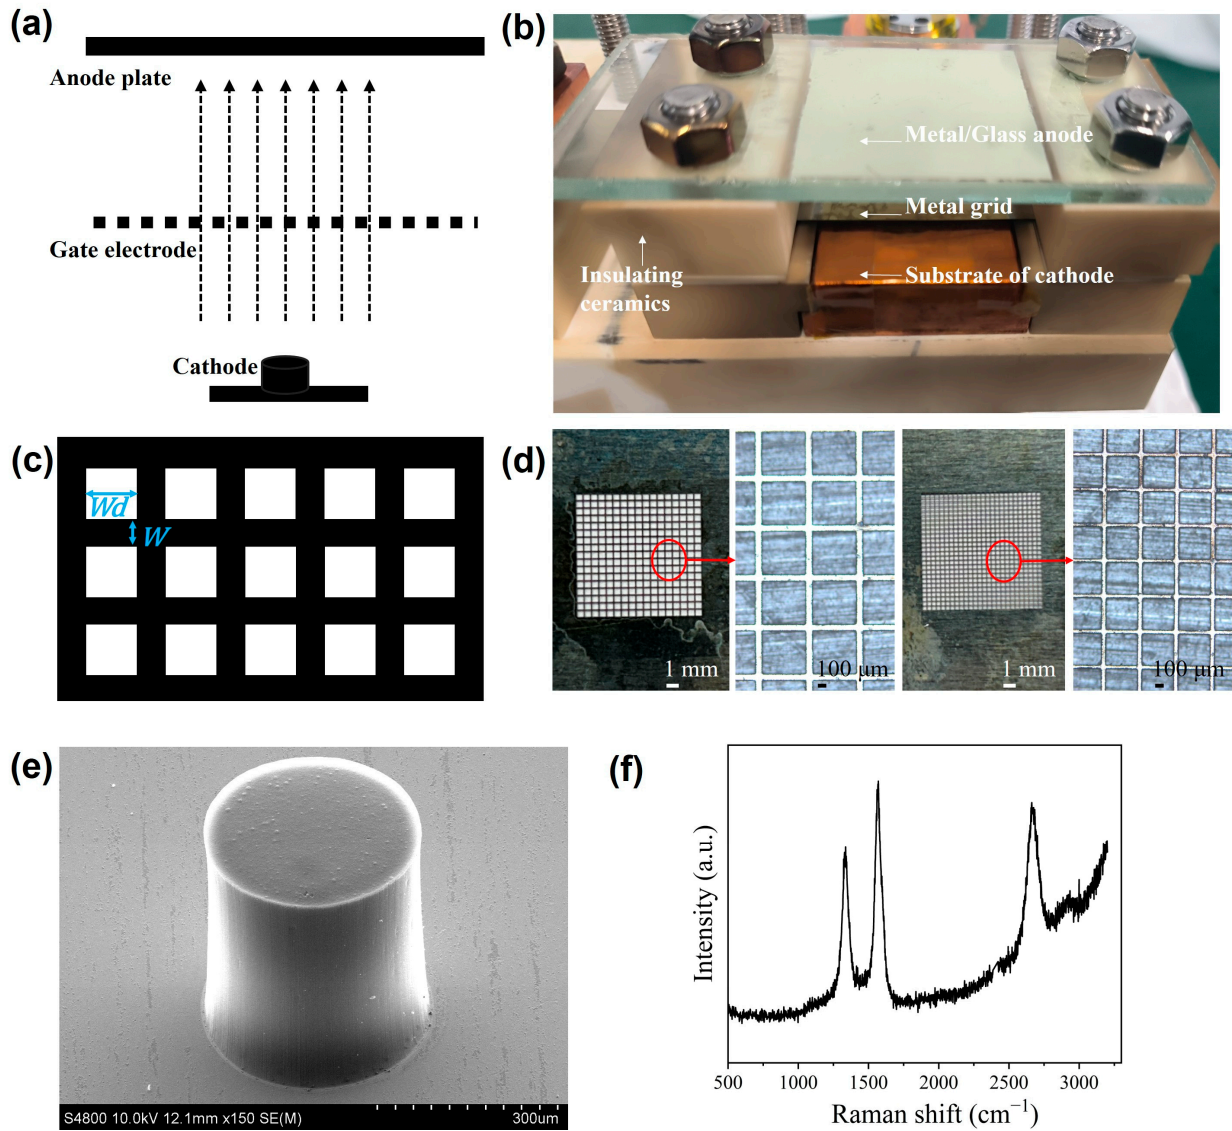 (a)
Anode plate
Gate electrode
Cathode
(b)
Metal/Glass anode
Metal grid
Insulating
ceramics
Substrate of cathode
(c)
Wd
W
(d)
1 mm
100 μm
1 mm
100 μm
(e)
S4800 10.0kV 12.1mm x150 SE(M)
300um
(f)
Intensity (a.u.)
500
1000
1500
2000
2500
3000
Raman shift (cm⁻¹)